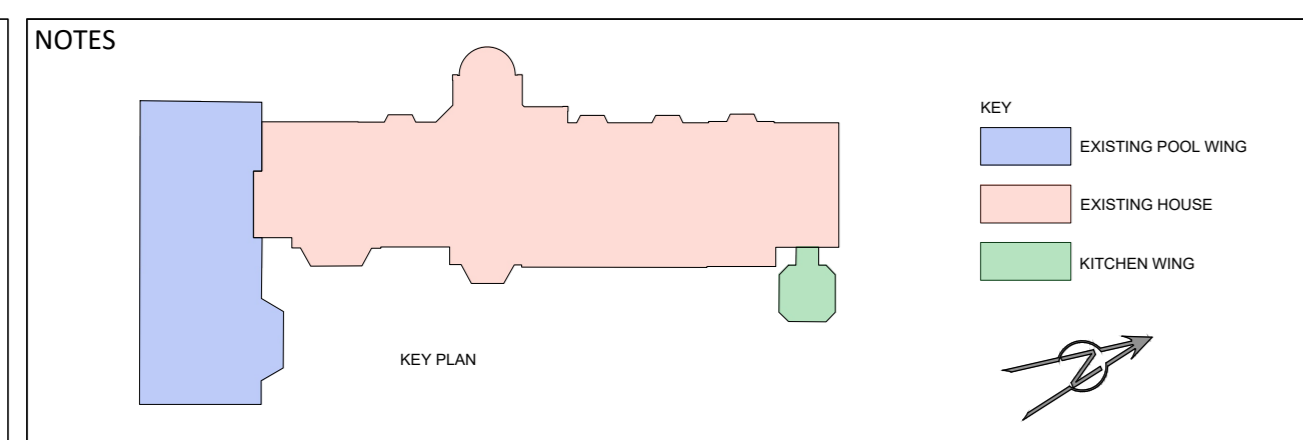 NOTES
KEY
EXISTING POOL WING
EXISTING HOUSE
KITCHEN WING
KEY PLAN
N